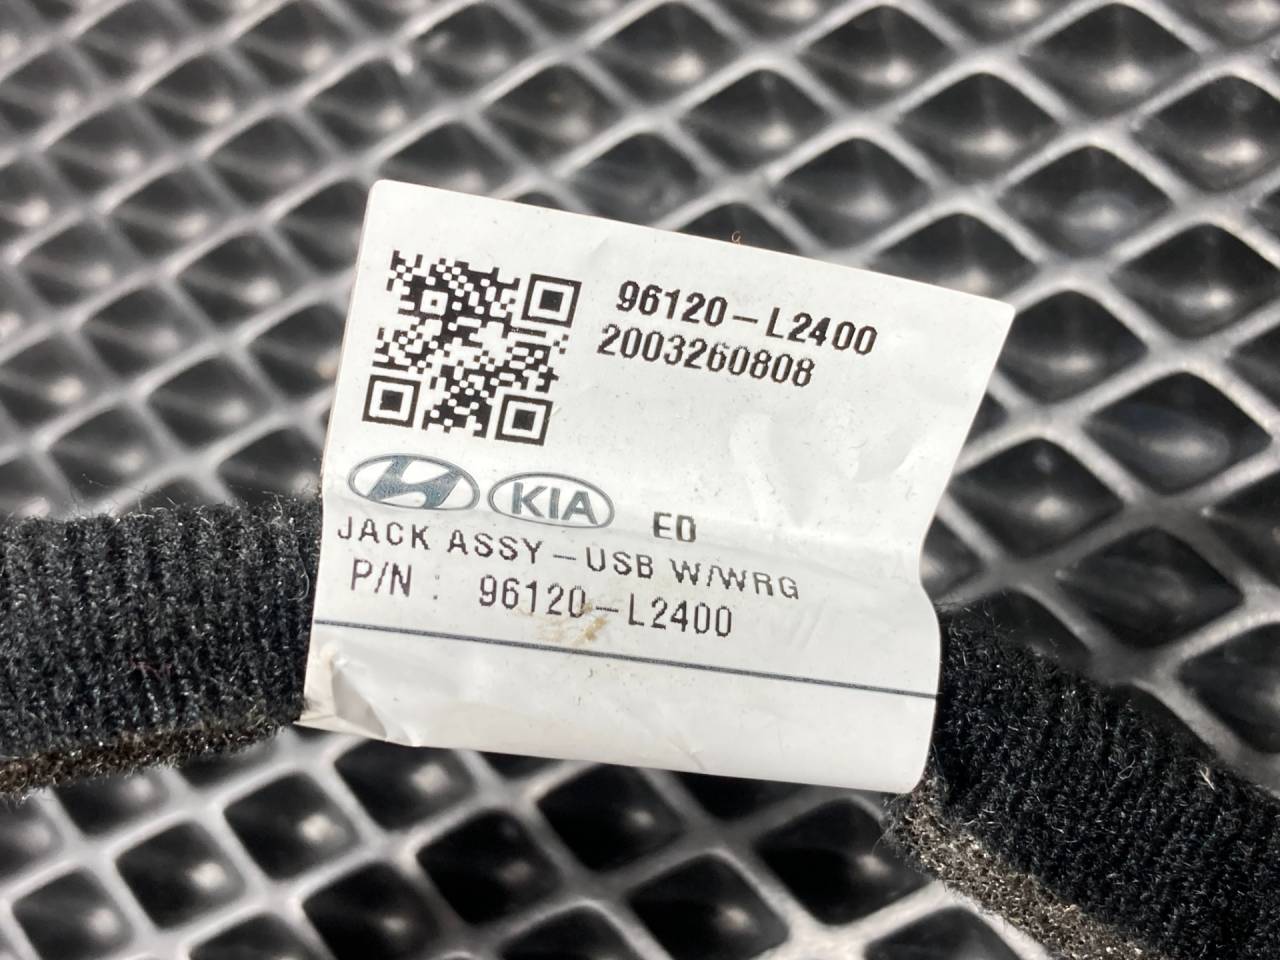 96120-L2400
2003260808
KIA ED
JACK ASSY-USB W/WRG
P/N : 96120-L2400